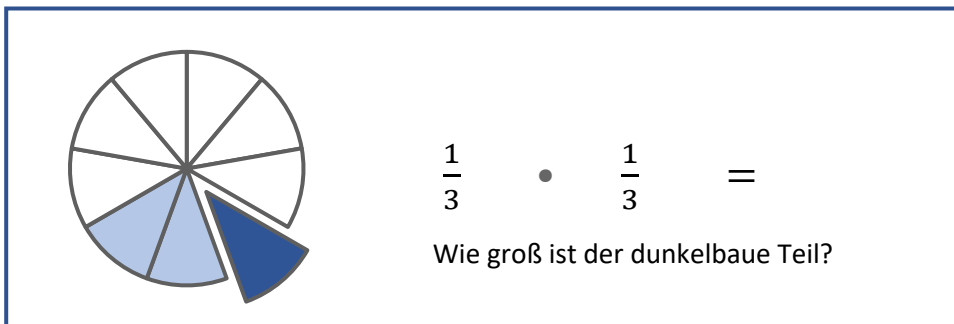 1/3 • 1/3 =
Wie groß ist der dunkelbaue Teil?